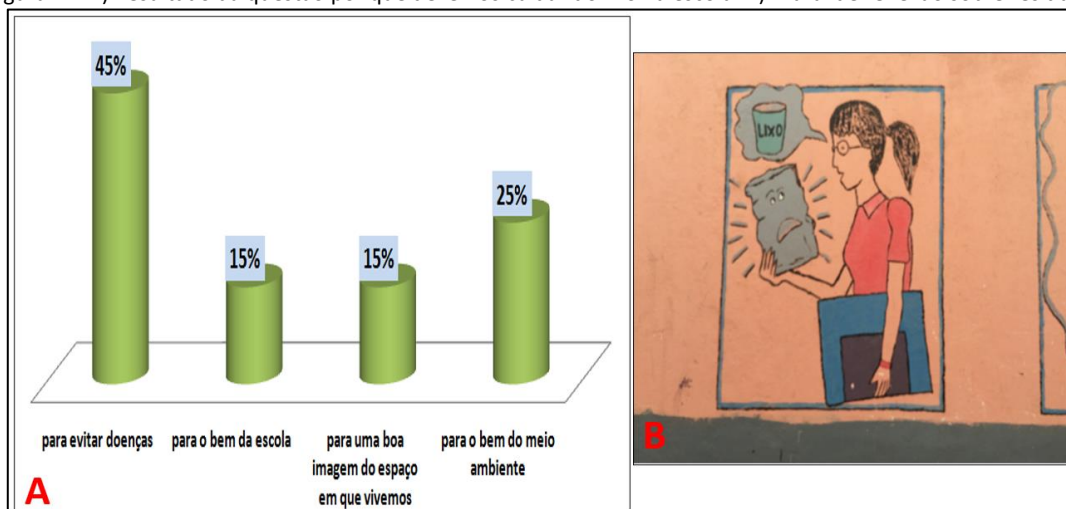 45%
15%
15%
25%
para evitar doenças
para o bem da escola
para uma boa
imagem do espaço
em que vivemos
para o bem do meio
ambiente
A
LIXO
B